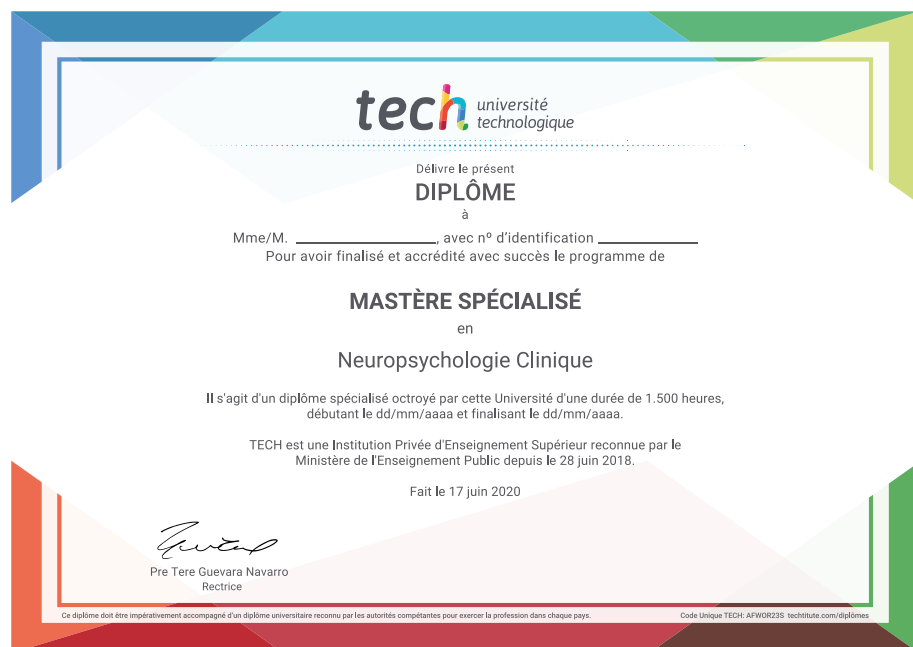 tech université
technologique
Délivre le présent
DIPLÔME
à
Mme/M. ____________, avec nº d'identification ____________
Pour avoir finalisé et accrédité avec succès le programme de
MASTÈRE SPÉCIALISÉ
en
Neuropsychologie Clinique
Il s'agit d'un diplôme spécialisé octroyé par cette Université d'une durée de 1.500 heures,
débutant le dd/mm/aaaa et finalisant le dd/mm/aaaa.
TECH est une Institution Privée d'Enseignement Supérieur reconnue par le
Ministère de l'Enseignement Public depuis le 28 juin 2018.
Fait le 17 juin 2020
Pre Tere Guevara Navarro
Rectrice
Ce diplôme doit être impérativement accompagné d'un diplôme universitaire reconnu par les autorités compétantes pour exercer la profession dans chaque pays.
Code Unique TECH: AFWOR23S techtitute.com/diplômes